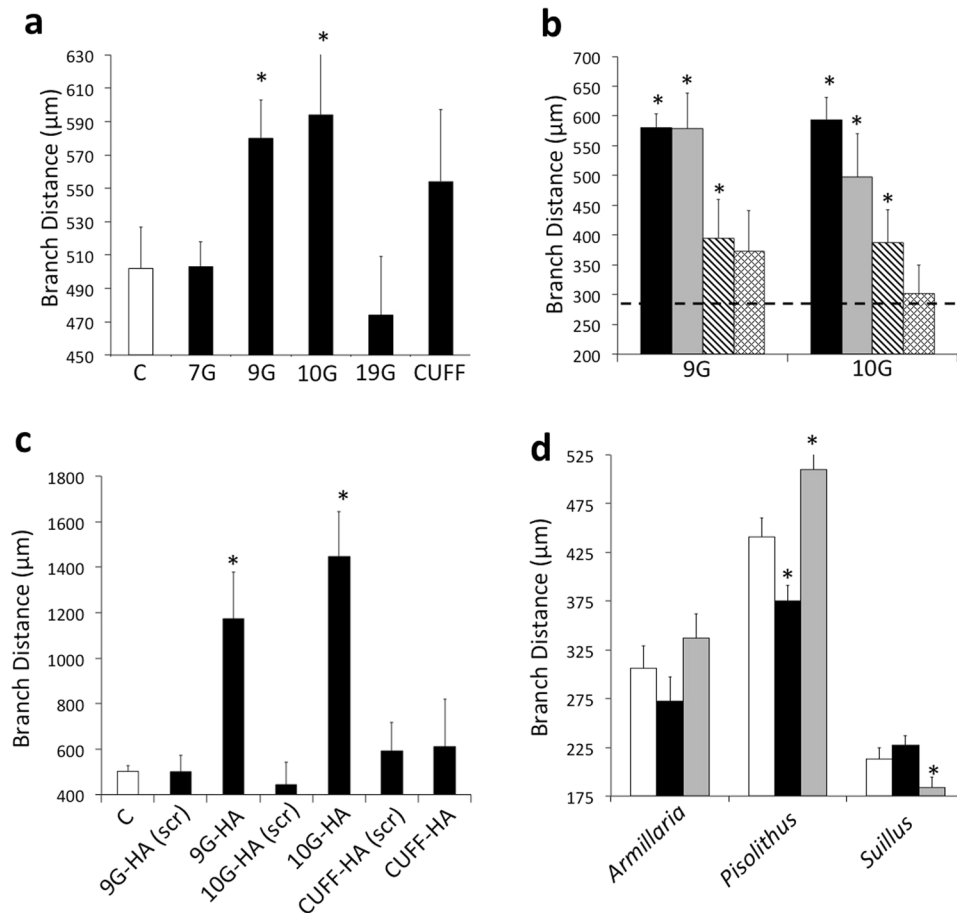 a
630
610
590
570
550
530
510
490
470
450
Branch Distance (µm)
C
7G
9G
10G
19G
CUFF
*
*
b
700
650
600
550
500
450
400
350
300
250
200
Branch Distance (µm)
9G
10G
* * *
* * *
c
1800
1600
1400
1200
1000
800
600
400
Branch Distance (µm)
C
9G-HA (scr)
9G-HA
10G-HA (scr)
10G-HA
CUFF-HA (scr)
CUFF-HA
*
*
d
525
475
425
375
325
275
225
175
Branch Distance (µm)
Armillaria
Pisolithus
Suillus
*
*
*